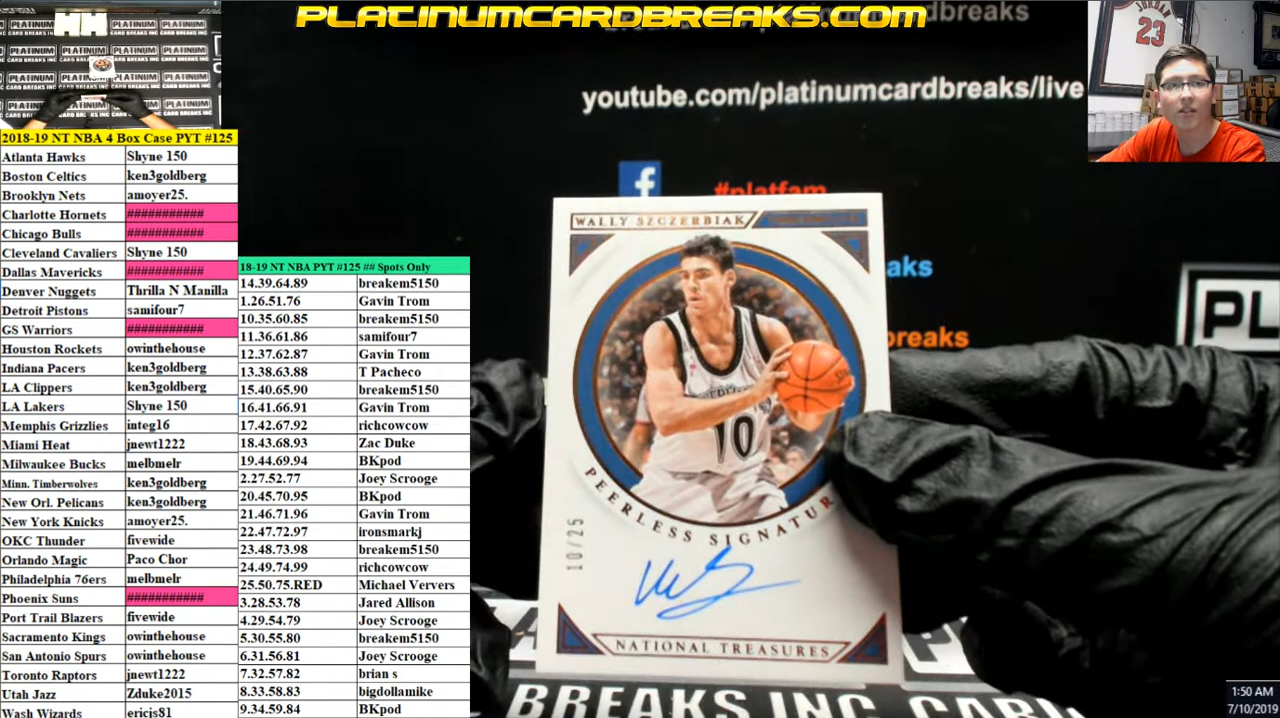 PLATINUMCARDBREAKS.COM
youtube.com/platinumcardbreaks/live
JORDAN
23
PLATINUM
CARD BREAKS INC
2018-19 NT NBA 4 Box Case PYT #125
Atlanta Hawks Shyne 150
Boston Celtics ken3goldberg
Brooklyn Nets amoyer25.
Charlotte Hornets ###########
Chicago Bulls ###########
Cleveland Cavaliers Shyne 150
Dallas Mavericks ###########
Denver Nuggets Thrilla N Manilla
Detroit Pistons samifour7
GS Warriors ###########
Houston Rockets owinthehouse
Indiana Pacers ken3goldberg
LA Clippers ken3goldberg
LA Lakers Shyne 150
Memphis Grizzlies integ16
Miami Heat jnewt1222
Milwaukee Bucks melbmelr
Minn. Timberwolves ken3goldberg
New Orl. Pelicans ken3goldberg
New York Knicks amoyer25.
OKC Thunder fivewide
Orlando Magic Paco Chor
Philadelphia 76ers melbmelr
Phoenix Suns ###########
Port Trail Blazers fivewide
Sacramento Kings owinthehouse
San Antonio Spurs owinthehouse
Toronto Raptors jnewt1222
Utah Jazz Zduke2015
Wash Wizards ericjs81
18-19 NT NBA PYT #125 ## Spots Only
14.39.64.89 breakem5150
1.26.51.76 Gavin Trom
10.35.60.85 breakem5150
11.36.61.86 samifour7
12.37.62.87 Gavin Trom
13.38.63.88 T Pacheco
15.40.65.90 breakem5150
16.41.66.91 Gavin Trom
17.42.67.92 richcowcow
18.43.68.93 Zac Duke
19.44.69.94 BKpod
2.27.52.77 Joey Scrooge
20.45.70.95 BKpod
21.46.71.96 Gavin Trom
22.47.72.97 ironsmarkj
23.48.73.98 breakem5150
24.49.74.99 richcowcow
25.50.75.RED Michael Ververs
3.28.53.78 Jared Allison
4.29.54.79 Joey Scrooge
5.30.55.80 breakem5150
6.31.56.81 Joey Scrooge
7.32.57.82 brian s
8.33.58.83 bigdollamike
9.34.59.84 BKpod
f
#platfam
aks
breaks
PL
WALLY SZCZERBIAK
10
PEERLESS SIGNATUR
10/25
NATIONAL TREASURES
BREAKS INC CARD
1:50 AM
7/10/2019